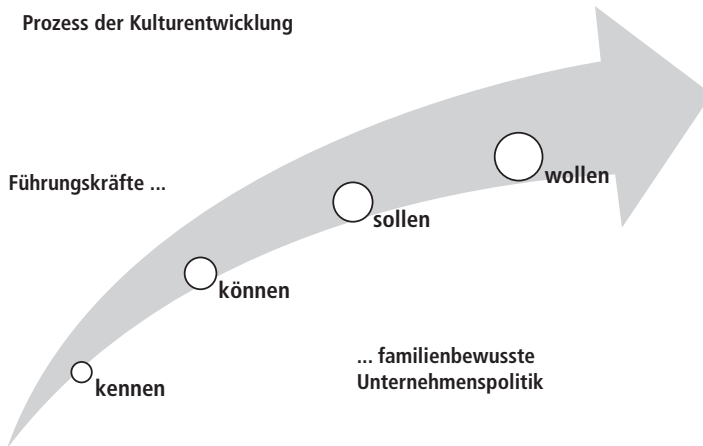 Prozess der Kulturentwicklung
Führungskräfte ...
wollen
sollen
können
kennen
... familienbewusste
Unternehmenspolitik